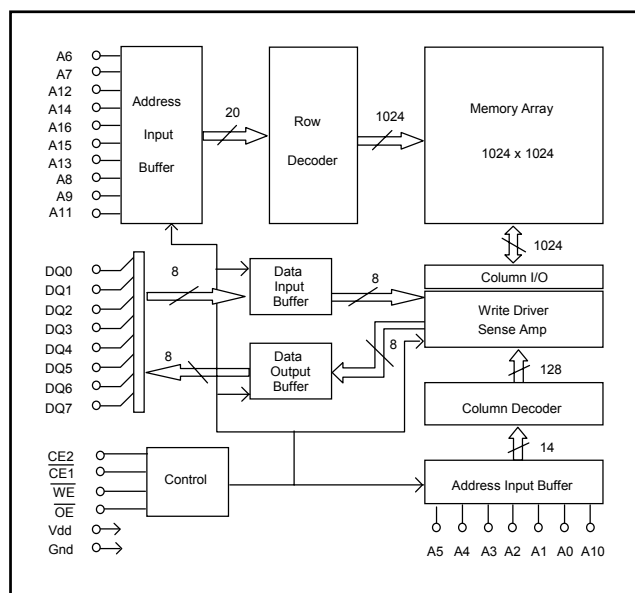 A6
A7
A12
A14
A16
A15
A13
A8
A9
A11
Address
Input
Buffer
20
Row
Decoder
1024
Memory Array
1024 x 1024
1024
DQ0
DQ1
DQ2
DQ3
DQ4
DQ5
DQ6
DQ7
8
Data
Input
Buffer
8
Column I/O
Write Driver
Sense Amp
8
Data
Output
Buffer
8
128
Column Decoder
14
CE2
CE1
WE
OE
Vdd
Gnd
Control
Address Input Buffer
A5 A4 A3 A2 A1 A0 A10